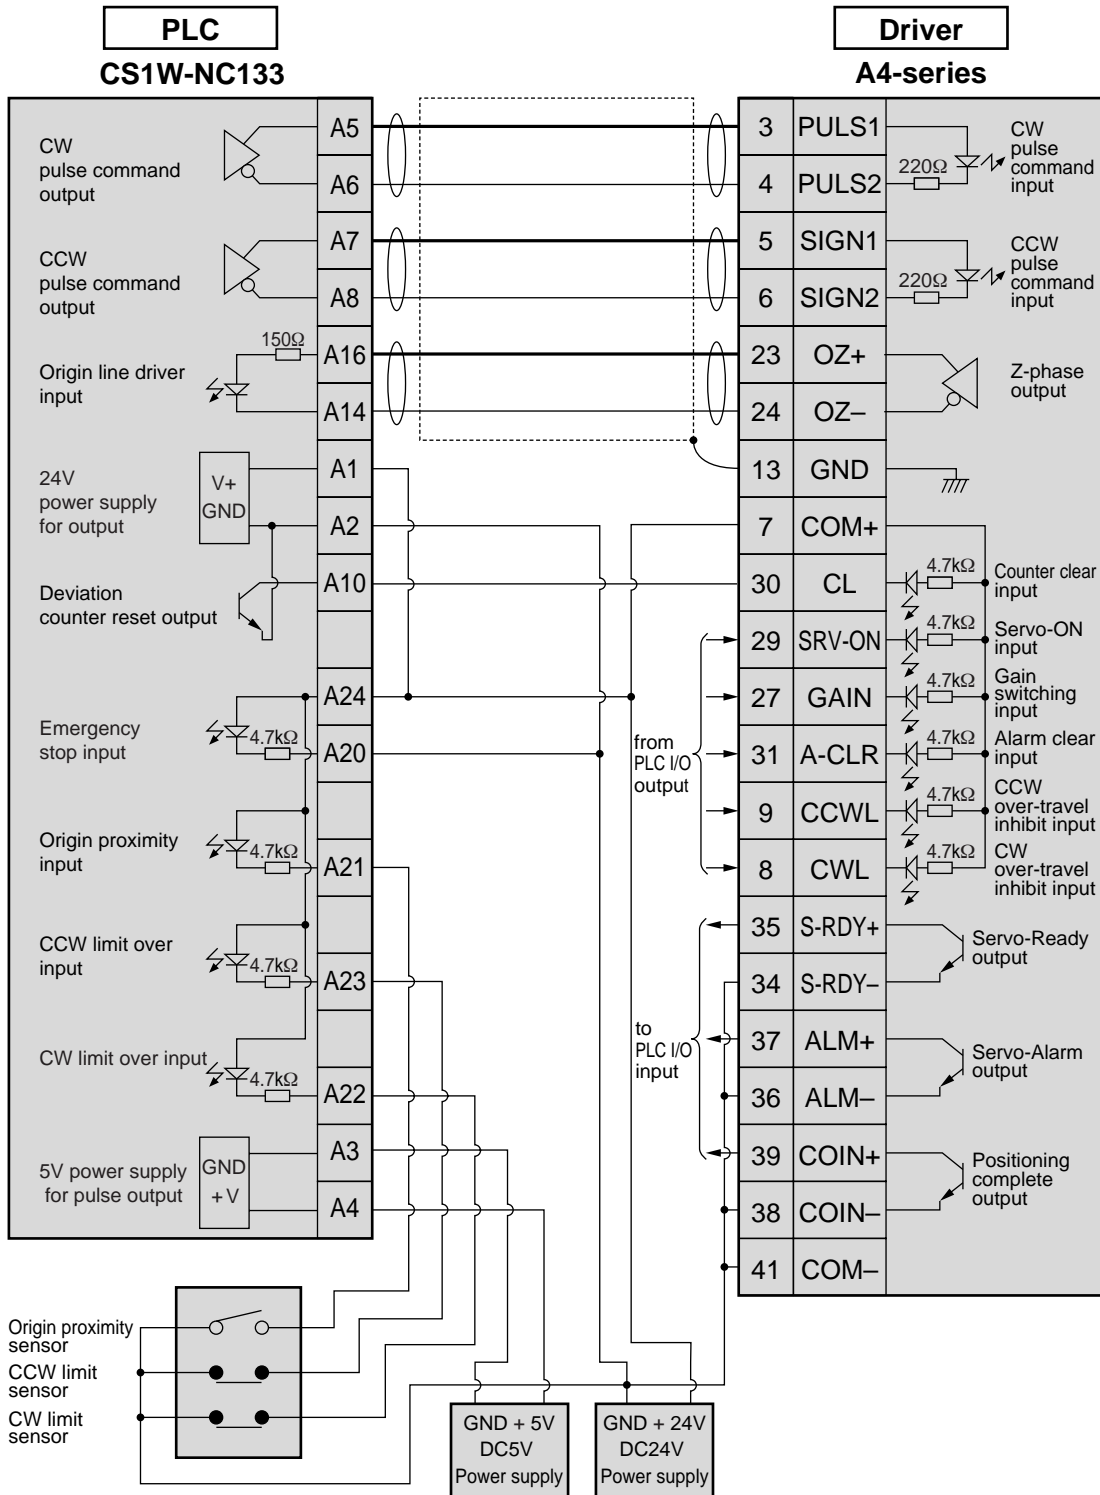 PLC
CS1W-NC133
Driver
A4-series
CW
pulse command
output
A5
A6
CCW
pulse command
output
A7
A8
Origin line driver
input
150Ω
A16
A14
24V
power supply
for output
V+
GND
A1
A2
Deviation
counter reset output
A10
Emergency
stop input
4.7kΩ
A24
A20
Origin proximity
input
4.7kΩ
A21
CCW limit over
input
4.7kΩ
A23
CW limit over input
4.7kΩ
A22
5V power supply
for pulse output
GND
+ V
A3
A4
3 PULS1
4 PULS2
220Ω
CW
pulse
command
input
5 SIGN1
6 SIGN2
220Ω
CCW
pulse
command
input
23 OZ+
24 OZ–
Z-phase
output
13 GND
7 COM+
30 CL
4.7kΩ
Counter clear
input
29 SRV-ON
4.7kΩ
Servo-ON
input
27 GAIN
4.7kΩ
Gain
switching
input
31 A-CLR
4.7kΩ
Alarm clear
input
9 CCWL
4.7kΩ
CCW
over-travel
inhibit input
8 CWL
4.7kΩ
CW
over-travel
inhibit input
from
PLC I/O
output
35 S-RDY+
34 S-RDY–
Servo-Ready
output
37 ALM+
36 ALM–
Servo-Alarm
output
39 COIN+
38 COIN–
Positioning
complete
output
41 COM–
to
PLC I/O
input
Origin proximity
sensor
CCW limit
sensor
CW limit
sensor
GND + 5V
DC5V
Power supply
GND + 24V
DC24V
Power supply